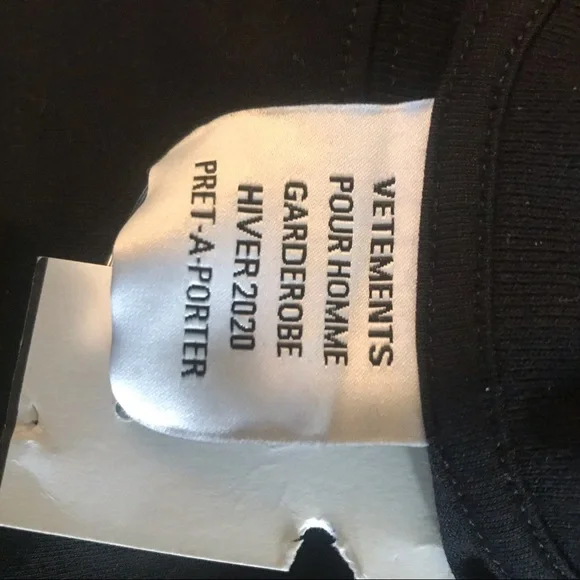 VETEMENTS
POUR HOMME
GARDEROBE
HIVER 2020
PRET-A-PORTER